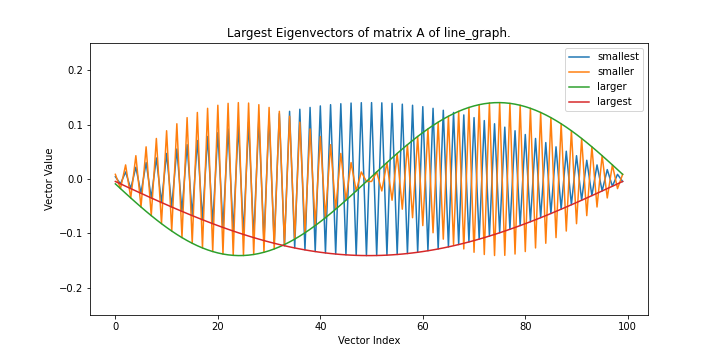 Largest Eigenvectors of matrix A of line_graph.
smallest
smaller
larger
largest
Vector Value
0.2
0.1
0.0
−0.1
−0.2
0
20
40
60
80
100
Vector Index